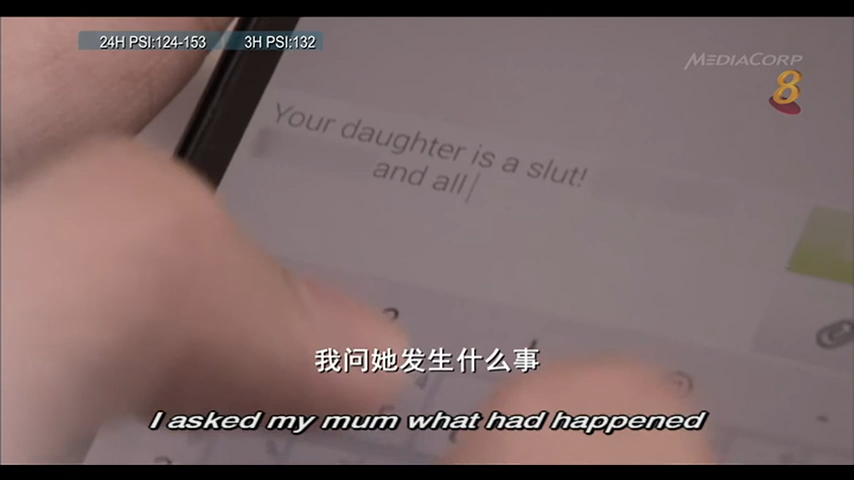 24H PSI:124-153 3H PSI:132
MEDIACORP
8
Your daughter is a slut!
and all
我问她发生什么事
I asked my mum what had happened